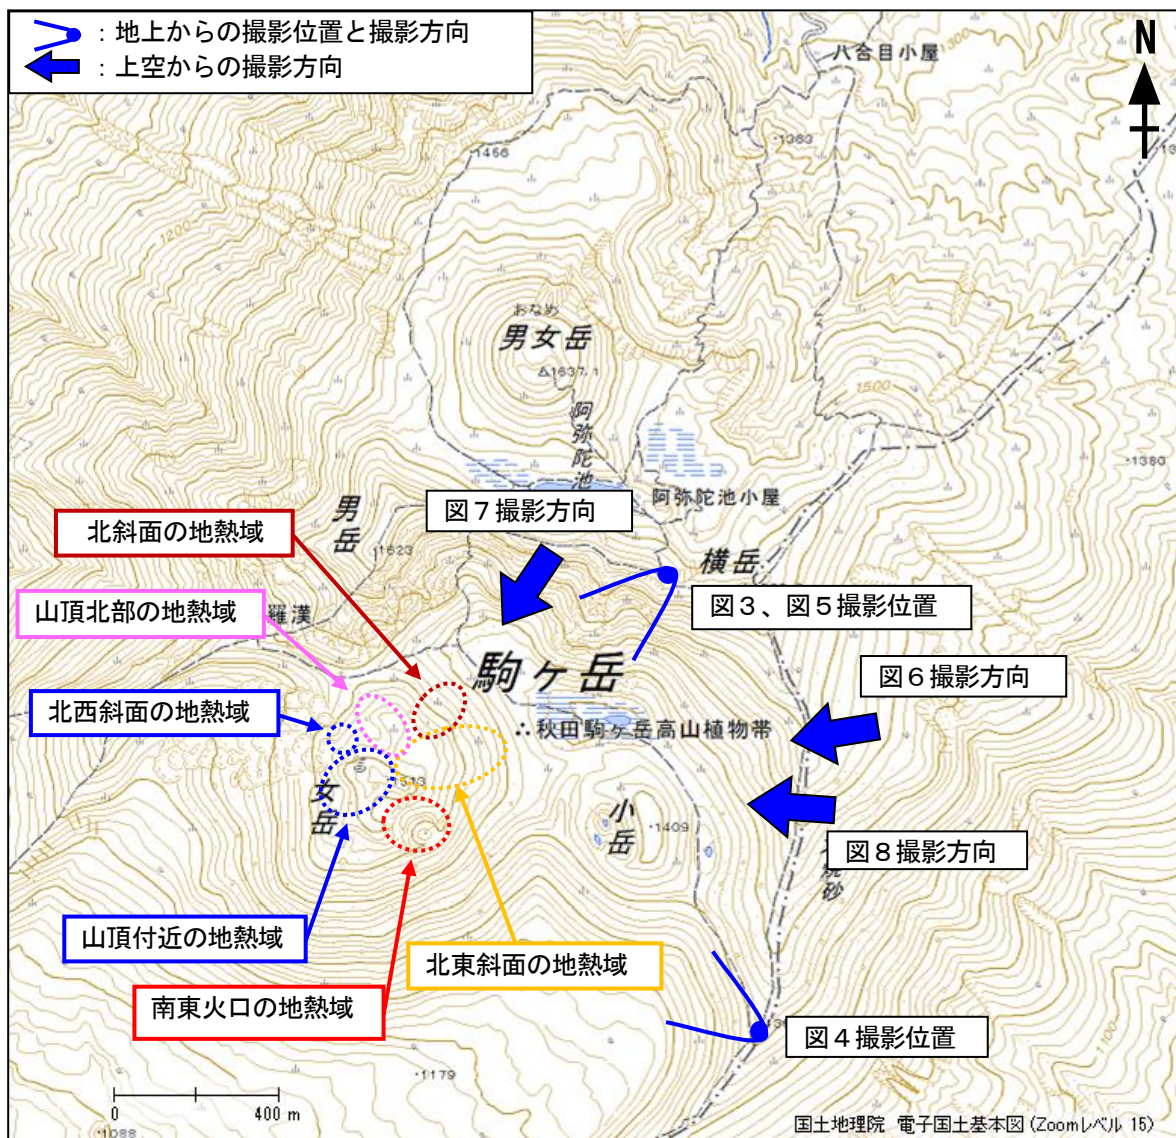 ：地上からの撮影位置と撮影方向
：上空からの撮影方向
N
八合目小屋
1300
・1363
・1456
1200
おなめ
男女岳
△1637.1
阿弥陀池
1500
・1380
阿弥陀池小屋
図７撮影方向
男岳
北斜面の地熱域
・1623
横岳
図３、図５撮影位置
山頂北部の地熱域
羅漢
駒ヶ岳
図６撮影方向
北西斜面の地熱域
∴秋田駒ヶ岳高山植物帯
・1513
女岳
小岳
・1409
図８撮影方向
焼砂
山頂付近の地熱域
北東斜面の地熱域
南東火口の地熱域
図４撮影位置
1100
・1179
0
400 m
・1088
国土地理院 電子国土基本図(Zoomレベル 15)